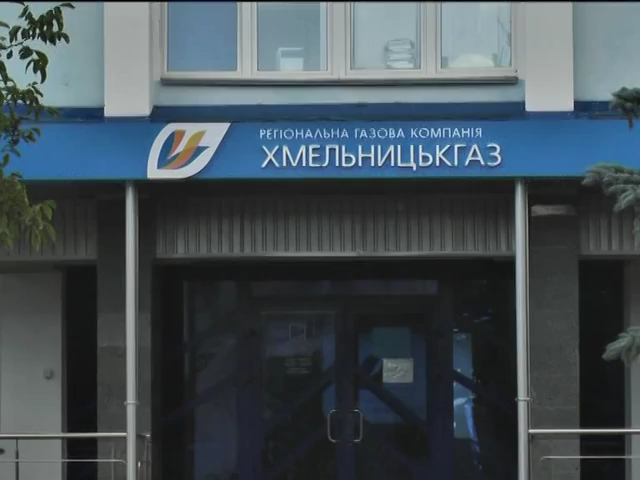 РЕГІОНАЛЬНА ГАЗОВА КОМПАНІЯ
ХМЕЛЬНИЦЬКГАЗ